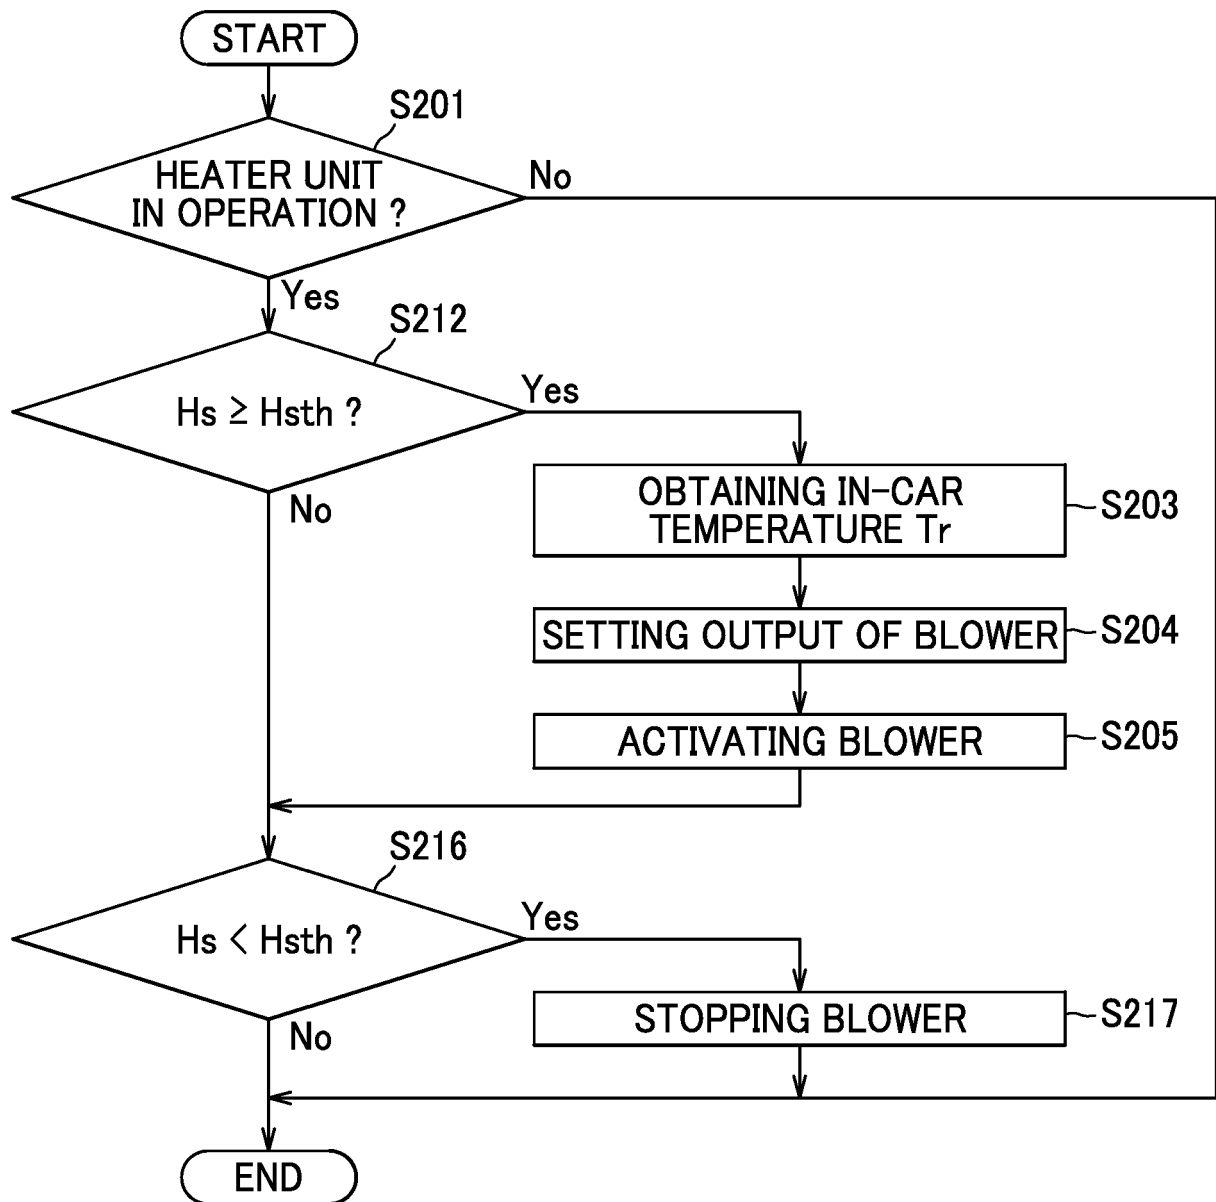 START
S201
HEATER UNIT
IN OPERATION ?
No
Yes
S212
Hs ≥ Hsth ?
Yes
No
OBTAINING IN-CAR
TEMPERATURE Tr
S203
SETTING OUTPUT OF BLOWER
S204
ACTIVATING BLOWER
S205
S216
Hs < Hsth ?
Yes
No
STOPPING BLOWER
S217
END